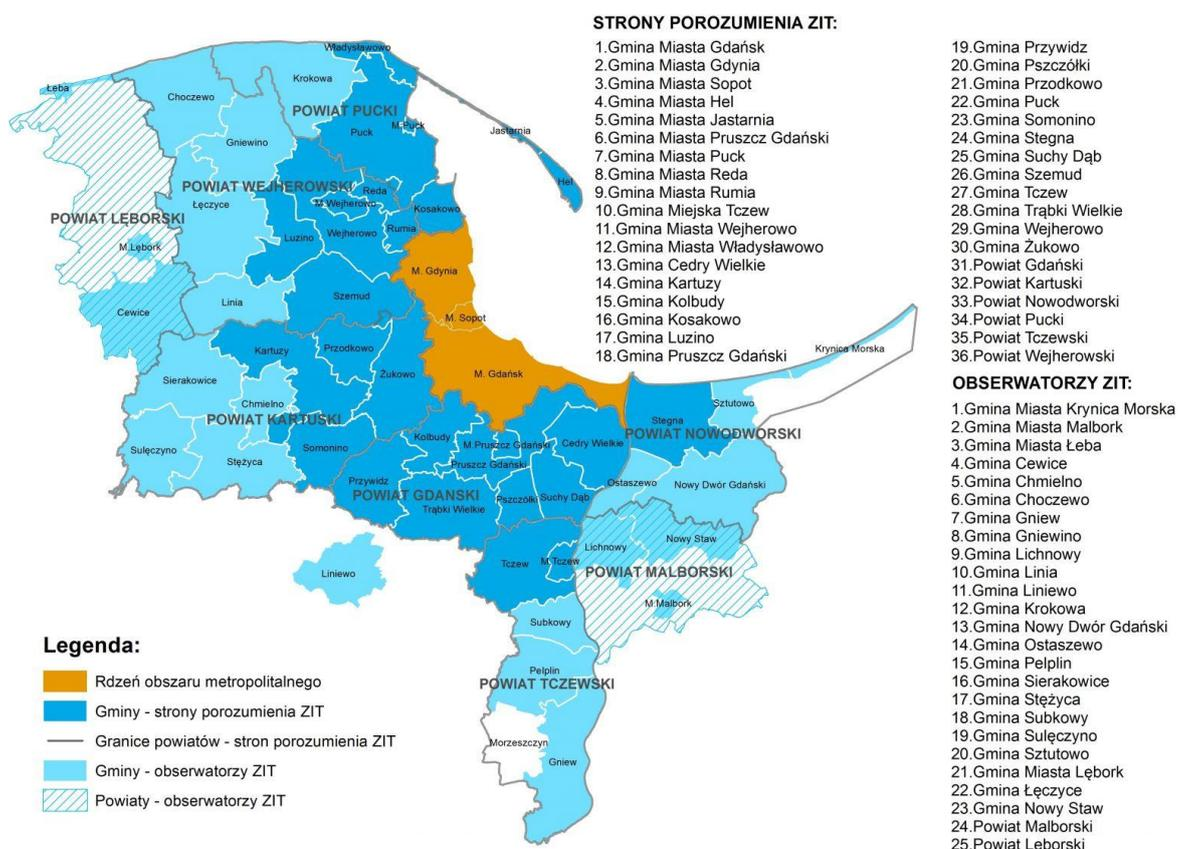 STRONY POROZUMIENIA ZIT:
1.Gmina Miasta Gdańsk
2.Gmina Miasta Gdynia
3.Gmina Miasta Sopot
4.Gmina Miasta Hel
5.Gmina Miasta Jastarnia
6.Gmina Miasta Pruszcz Gdański
7.Gmina Miasta Puck
8.Gmina Miasta Reda
9.Gmina Miasta Rumia
10.Gmina Miejska Tczew
11.Gmina Miasta Wejherowo
12.Gmina Miasta Władysławowo
13.Gmina Cedry Wielkie
14.Gmina Kartuzy
15.Gmina Kolbudy
16.Gmina Kosakowo
17.Gmina Luzino
18.Gmina Pruszcz Gdański
19.Gmina Przywidz
20.Gmina Pszczółki
21.Gmina Przodkowo
22.Gmina Puck
23.Gmina Somonino
24.Gmina Stegna
25.Gmina Suchy Dąb
26.Gmina Szemud
27.Gmina Tczew
28.Gmina Trąbki Wielkie
29.Gmina Wejherowo
30.Gmina Żukowo
31.Powiat Gdański
32.Powiat Kartuski
33.Powiat Nowodworski
34.Powiat Pucki
35.Powiat Tczewski
36.Powiat Wejherowski
OBSERWATORZY ZIT:
1.Gmina Miasta Krynica Morska
2.Gmina Miasta Malbork
3.Gmina Miasta Łeba
4.Gmina Cewice
5.Gmina Chmielno
6.Gmina Choczewo
7.Gmina Gniew
8.Gmina Gniewino
9.Gmina Lichnowy
10.Gmina Linia
11.Gmina Liniewo
12.Gmina Krokowa
13.Gmina Nowy Dwór Gdański
14.Gmina Ostaszewo
15.Gmina Pelplin
16.Gmina Sierakowice
17.Gmina Stężyca
18.Gmina Subkowy
19.Gmina Sulęczyno
20.Gmina Sztutowo
21.Gmina Miasta Lębork
22.Gmina Łęczyce
23.Gmina Nowy Staw
24.Powiat Malborski
25.Powiat Lęborski
Władysławowo
Krokowa
Łeba
Choczewo
POWIAT PUCKI
M.Puck
Puck
Jastarnia
Gniewino
Hel
POWIAT WEJHEROWSKI
Reda
Łęczyce
M.Wejherowo
Kosakowo
POWIAT LĘBORSKI
Rumia
Luzino
Wejherowo
M.Lębork
M. Gdynia
Szemud
Linia
Cewice
M. Sopot
Kartuzy
Przodkowo
Krynica Morska
Żukowo
M. Gdańsk
Sierakowice
Chmielno
Sztutowo
POWIAT KARTUSKI
Stegna
POWIAT NOWODWORSKI
Kolbudy
M.Pruszcz Gdański
Cedry Wielkie
Sulęczyno
Somonino
Stężyca
Pruszcz Gdański
Przywidz
Ostaszewo
Nowy Dwór Gdański
POWIAT GDAŃSKI
Pszczółki
Suchy Dąb
Trąbki Wielkie
Nowy Staw
Lichnowy
Tczew
M.Tczew
POWIAT MALBORSKI
Liniewo
M.Malbork
Subkowy
Pelplin
POWIAT TCZEWSKI
Morzeszczyn
Gniew
Legenda:
Rdzeń obszaru metropolitalnego
Gminy - strony porozumienia ZIT
Granice powiatów - stron porozumienia ZIT
Gminy - obserwatorzy ZIT
Powiaty - obserwatorzy ZIT